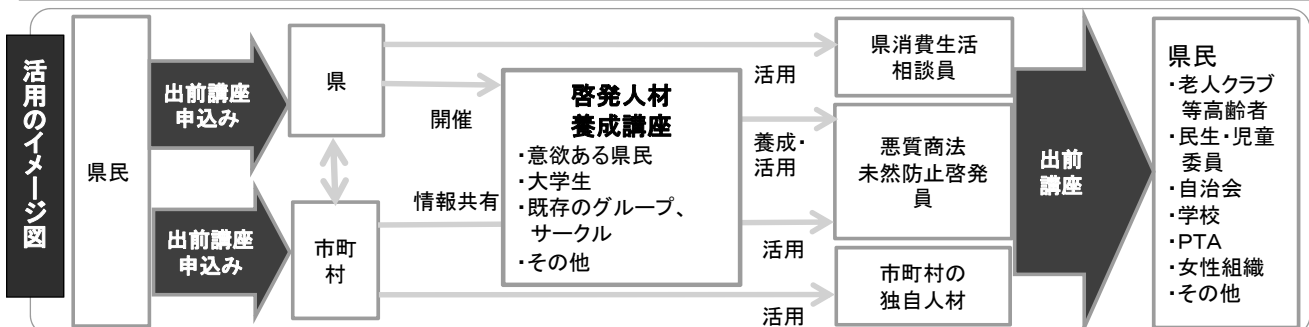 活用のイメージ図
県民
出前講座
申込み
出前講座
申込み
県
市町
村
開催
情報共有
啓発人材
養成講座
・意欲ある県民
・大学生
・既存のグループ、
サークル
・その他
活用
養成・
活用
活用
活用
県消費生活
相談員
悪質商法
未然防止啓発
員
市町村の
独自人材
出前
講座
県民
・老人クラブ
等高齢者
・民生・児童
委員
・自治会
・学校
・PTA
・女性組織
・その他